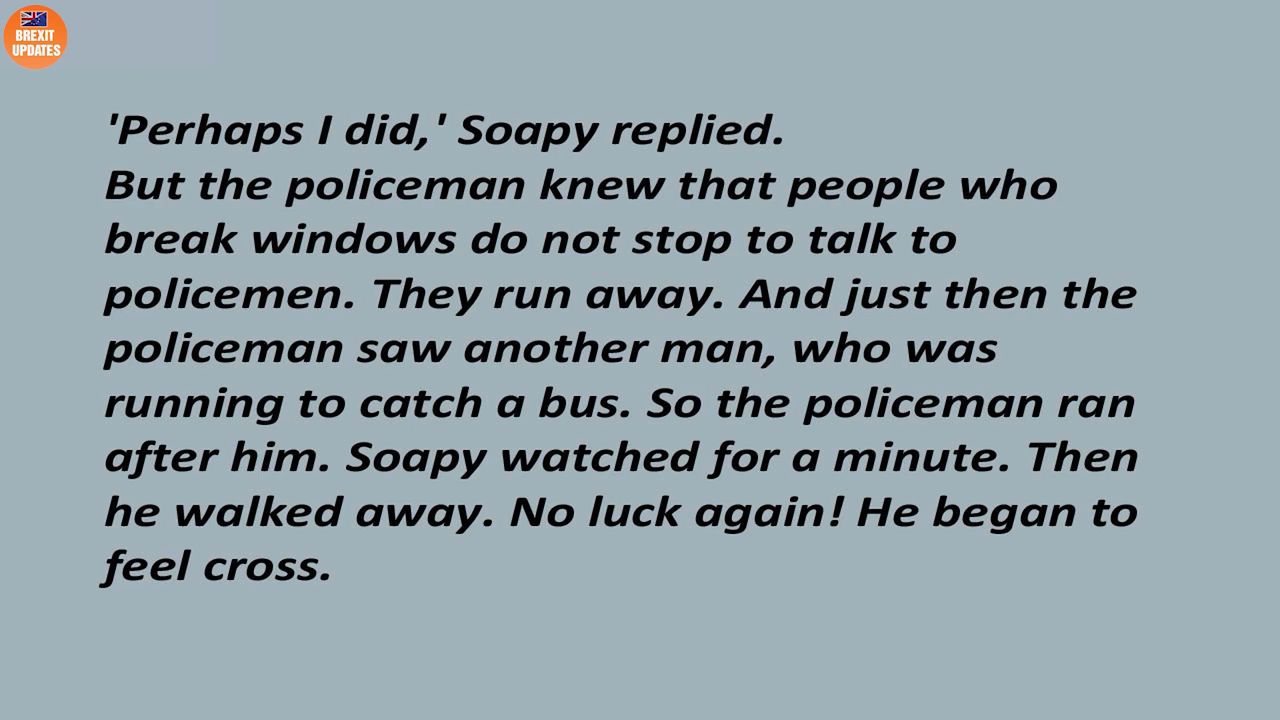 BREXIT
UPDATES
'Perhaps I did,' Soapy replied.
But the policeman knew that people who
break windows do not stop to talk to
policemen. They run away. And just then the
policeman saw another man, who was
running to catch a bus. So the policeman ran
after him. Soapy watched for a minute. Then
he walked away. No luck again! He began to
feel cross.